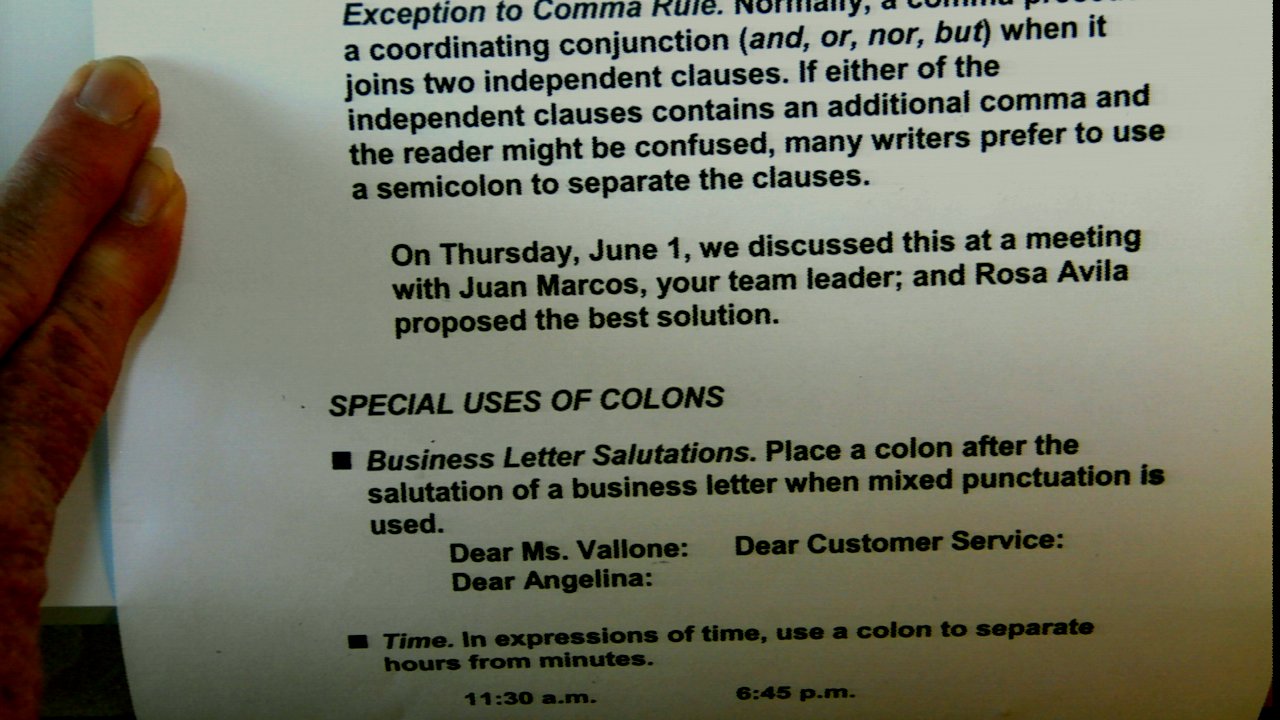 Exception to Comma Rule. Normally, a comma
a coordinating conjunction (and, or, nor, but) when it
joins two independent clauses. If either of the
independent clauses contains an additional comma and
the reader might be confused, many writers prefer to use
a semicolon to separate the clauses.
On Thursday, June 1, we discussed this at a meeting
with Juan Marcos, your team leader; and Rosa Avila
proposed the best solution.
SPECIAL USES OF COLONS
■ Business Letter Salutations. Place a colon after the
salutation of a business letter when mixed punctuation is
used.
Dear Ms. Vallone: Dear Customer Service:
Dear Angelina:
■ Time. In expressions of time, use a colon to separate
hours from minutes.
11:30 a.m. 6:45 p.m.